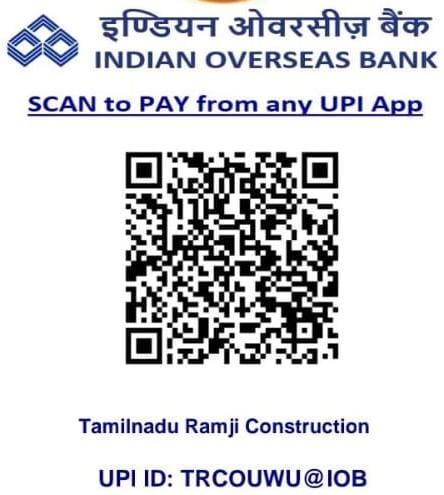 इण्डियन ओवरसीज़ बैंक
INDIAN OVERSEAS BANK
SCAN to PAY from any UPI App
Tamilnadu Ramji Construction
UPI ID: TRCOUWU@IOB